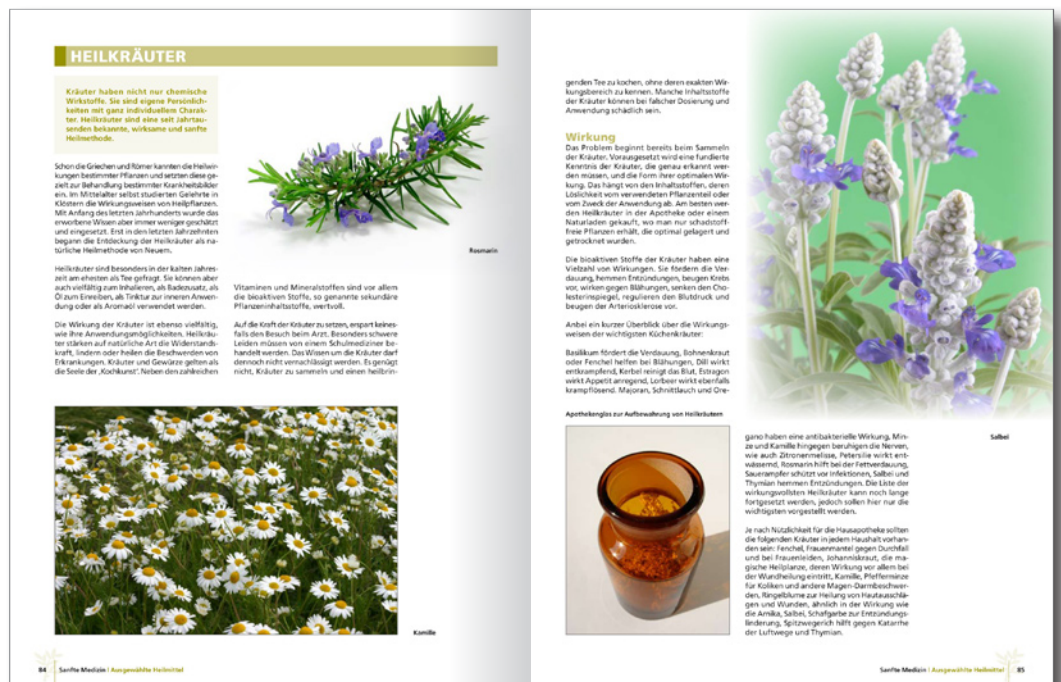 HEILKRÄUTER
Kräuter haben nicht nur chemische
Wirkstoffe. Sie sind eigene Persönlich-
keiten mit ganz individuellem Charak-
ter. Heilkräuter sind eine seit Jahrtau-
senden bekannte, wirksame und sanfte
Heilmethode.
Schon die Griechen und Römer kannten die Heilwir-
kungen bestimmter Pflanzen und setzten diese ge-
zielt zur Behandlung bestimmter Krankheitsbilder
ein. Im Mittelalter selbst studierten Gelehrte in
Klöstern die Wirkungsweisen von Heilpflanzen.
Mit Anfang des letzten Jahrhunderts wurde das
erworbene Wissen aber immer weniger geschätzt
und eingesetzt. Erst in den letzten Jahrzehnten
begann die Entdeckung der Heilkräuter als na-
türliche Heilmethode von Neuem.
Heilkräuter sind besonders in der kalten Jahres-
zeit am ehesten als Tee gefragt. Sie können aber
auch vielfältig zum Inhalieren, als Badezusatz, als
Öl zum Einreiben, als Tinktur zur inneren Anwen-
dung oder als Aromaöl verwendet werden.
Die Wirkung der Kräuter ist ebenso vielfältig,
wie ihre Anwendungsmöglichkeiten. Heilkräu-
ter stärken auf natürliche Art die Widerstands-
kraft, lindern oder heilen die Beschwerden von
Erkrankungen. Kräuter und Gewürze gelten als
die Seele der ‚Kochkunst‘. Neben den zahlreichen
Rosmarin
Vitaminen und Mineralstoffen sind vor allem
die bioaktiven Stoffe, so genannte sekundäre
Pflanzeninhaltsstoffe, wertvoll.
Auf die Kraft der Kräuter zu setzen, erspart keines-
falls den Besuch beim Arzt. Besonders schwere
Leiden müssen von einem Schulmediziner be-
handelt werden. Das Wissen um die Kräuter darf
dennoch nicht vernachlässigt werden. Es genügt
nicht, Kräuter zu sammeln und einen heilbrin-
Kamille
84 Sanfte Medizin | Ausgewählte Heilmittel
genden Tee zu kochen, ohne deren exakten Wir-
kungsbereich zu kennen. Manche Inhaltsstoffe
der Kräuter können bei falscher Dosierung und
Anwendung schädlich sein.
Wirkung
Das Problem beginnt bereits beim Sammeln
der Kräuter. Vorausgesetzt wird eine fundierte
Kenntnis der Kräuter, die genau erkannt wer-
den müssen, und die Form ihrer optimalen Wir-
kung. Das hängt von den Inhaltsstoffen, deren
Löslichkeit vom verwendeten Pflanzenteil oder
vom Zweck der Anwendung ab. Am besten wer-
den Heilkräuter in der Apotheke oder einem
Naturladen gekauft, wo man nur schadstoff-
freie Pflanzen erhält, die optimal gelagert und
getrocknet wurden.
Die bioaktiven Stoffe der Kräuter haben eine
Vielzahl von Wirkungen. Sie fördern die Ver-
dauung, hemmen Entzündungen, beugen Krebs
vor, wirken gegen Blähungen, senken den Cho-
lesterinspiegel, regulieren den Blutdruck und
beugen der Arteriosklerose vor.
Anbei ein kurzer Überblick über die Wirkungs-
weisen der wichtigsten Küchenkräuter:
Basilikum fördert die Verdauung, Bohnenkraut
oder Fenchel helfen bei Blähungen, Dill wirkt
entkrampfend, Kerbel reinigt das Blut, Estragon
wirkt Appetit anregend, Lorbeer wirkt ebenfalls
krampflösend. Majoran, Schnittlauch und Ore-
Apothekenglas zur Aufbewahrung von Heilkräutern
gano haben eine antibakterielle Wirkung, Min-
ze und Kamille hingegen beruhigen die Nerven,
wie auch Zitronenmelisse, Petersilie wirkt ent-
wässernd, Rosmarin hilft bei der Fettverdauung,
Sauerampfer schützt vor Infektionen, Salbei und
Thymian hemmen Entzündungen. Die Liste der
wirkungsvollsten Heilkräuter kann noch lange
fortgesetzt werden, jedoch sollen hier nur die
wichtigsten vorgestellt werden.
Je nach Nützlichkeit für die Hausapotheke sollten
die folgenden Kräuter in jedem Haushalt vorhan-
den sein: Fenchel, Frauenmantel gegen Durchfall
und bei Frauenleiden, Johanniskraut, die ma-
gische Heilplanze, deren Wirkung vor allem bei
der Wundheilung eintritt, Kamille, Pfefferminze
für Koliken und andere Magen-Darmbeschwer-
den, Ringelblume zur Heilung von Hautausschlä-
gen und Wunden, ähnlich in der Wirkung wie
die Arnika, Salbei, Schafgarbe zur Entzündungs-
linderung, Spitzwegerich hilft gegen Katarrhe
der Luftwege und Thymian.
Salbei
Sanfte Medizin | Ausgewählte Heilmittel 85